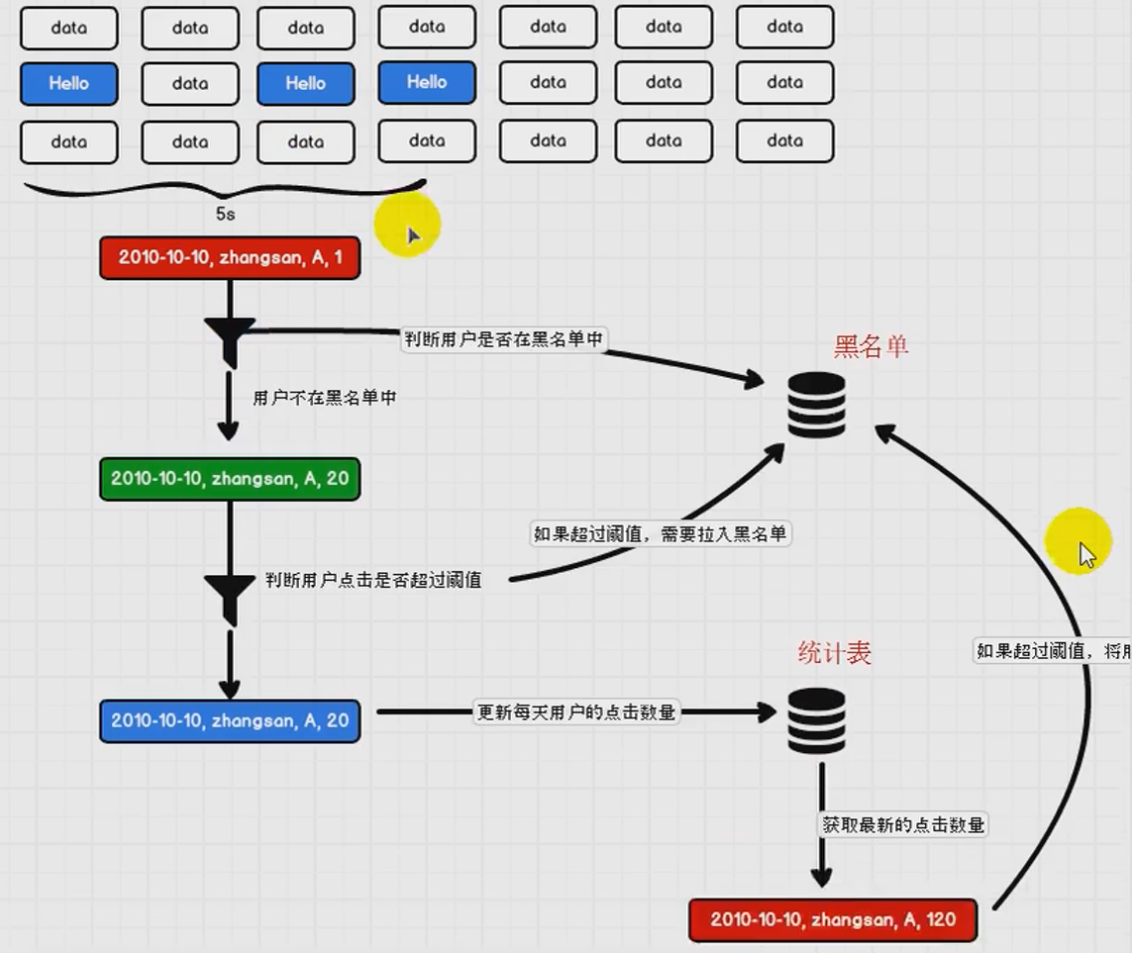 data data data data data data data
Hello data Hello Hello data data data
data data data data data data data
5s
2010-10-10, zhangsan, A, 1
判断用户是否在黑名单中
黑名单
用户不在黑名单中
2010-10-10, zhangsan, A, 20
如果超过阈值，需要拉入黑名单
判断用户点击是否超过阈值
统计表
如果超过阈值，将
2010-10-10, zhangsan, A, 20
更新每天用户的点击数量
获取最新的点击数量
2010-10-10, zhangsan, A, 120